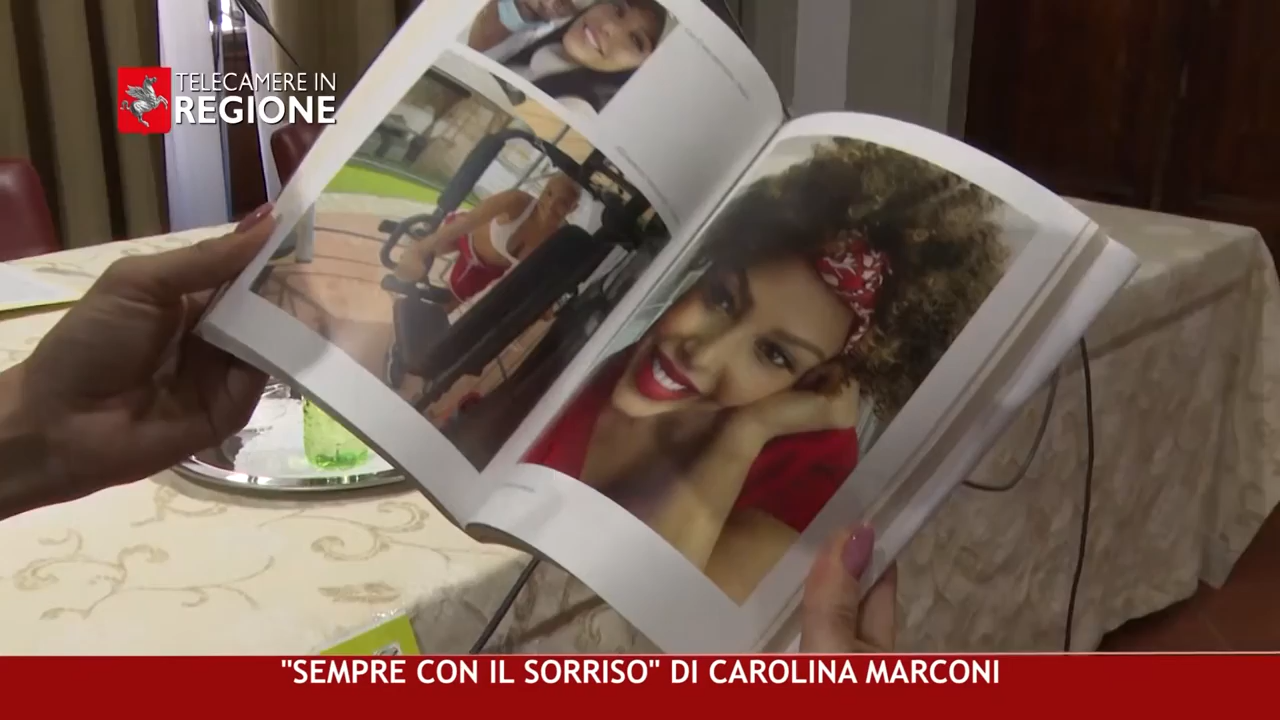 TELECAMERE IN
REGIONE
"SEMPRE CON IL SORRISO" DI CAROLINA MARCONI